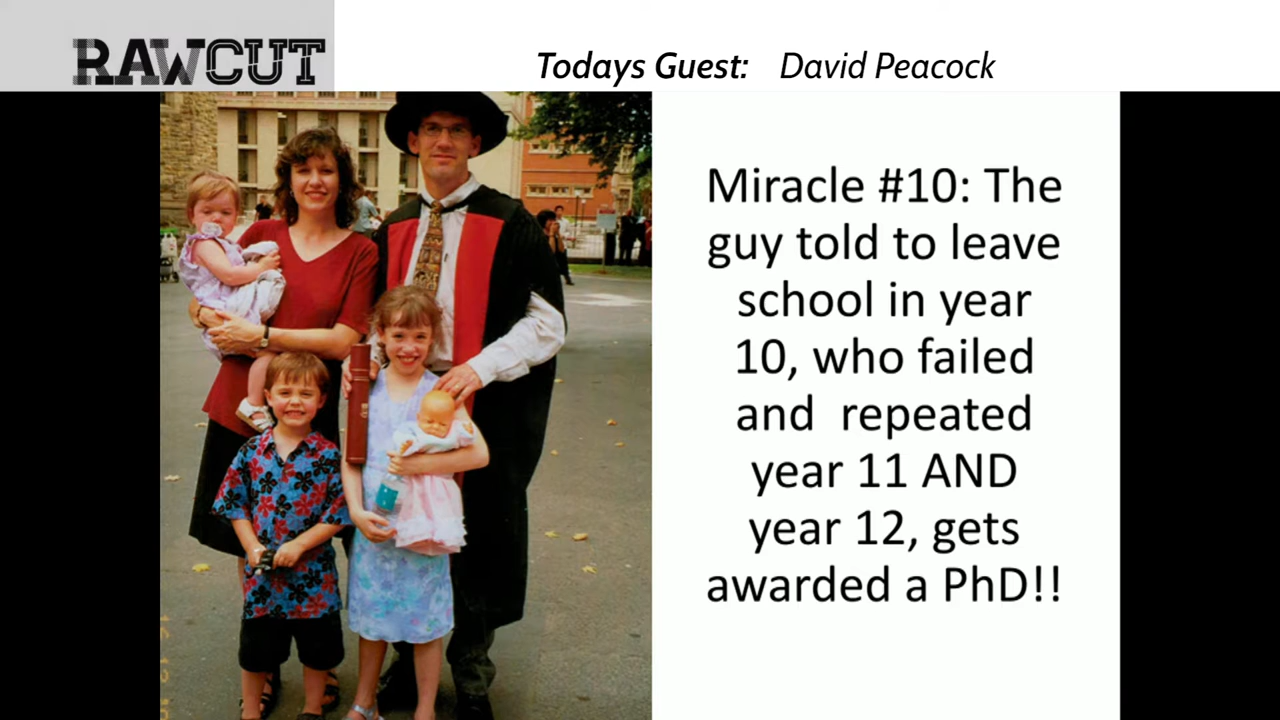 RAWCUT
Todays Guest: David Peacock
Miracle #10: The
guy told to leave
school in year
10, who failed
and  repeated
year 11 AND
year 12, gets
awarded a PhD!!